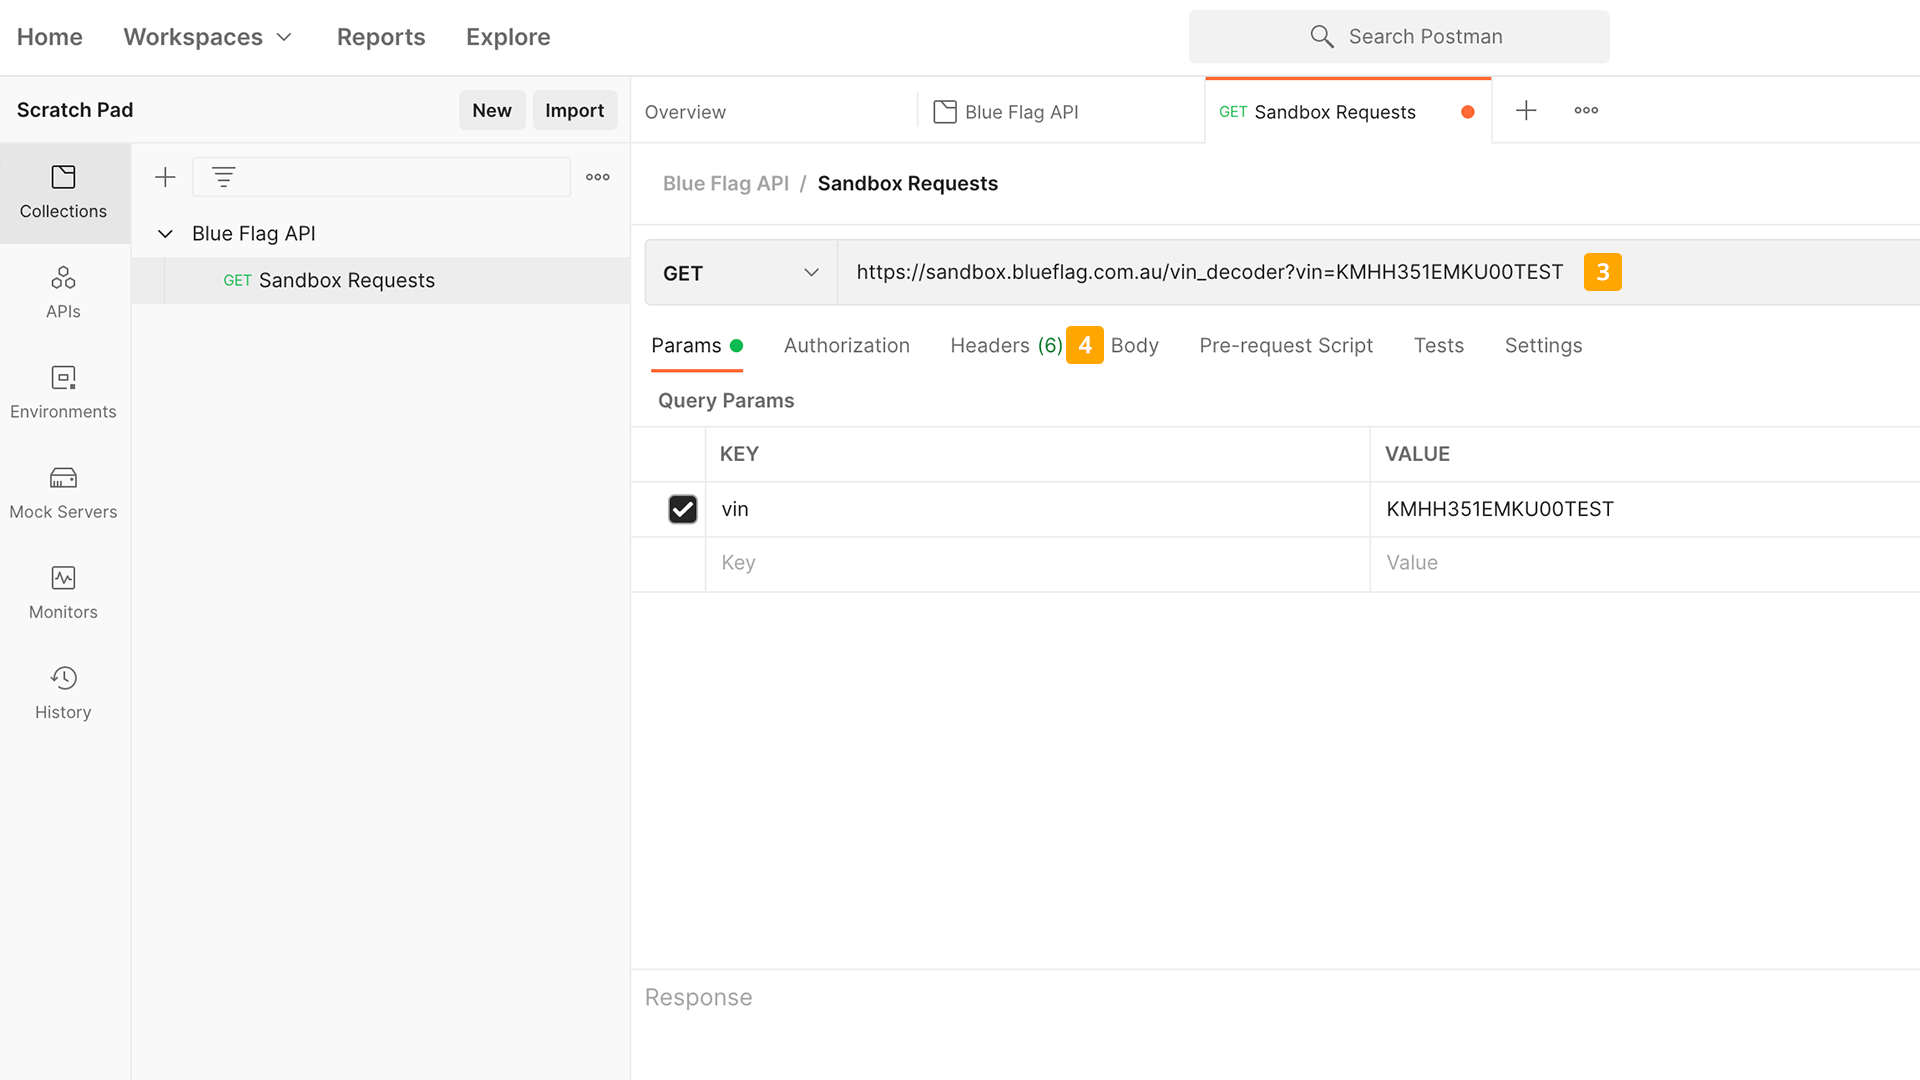 Home Workspaces Reports Explore Search Postman
Scratch Pad New Import
Overview Blue Flag API GET Sandbox Requests
Collections
Blue Flag API / Sandbox Requests
Blue Flag API
GET Sandbox Requests
GET https://sandbox.blueflag.com.au/vin_decoder?vin=KMHH351EMKU00TEST 3
APIs
Params Authorization Headers (6) 4 Body Pre-request Script Tests Settings
Query Params
Environments
KEY VALUE
Mock Servers
vin KMHH351EMKU00TEST
Key Value
Monitors
History
Response